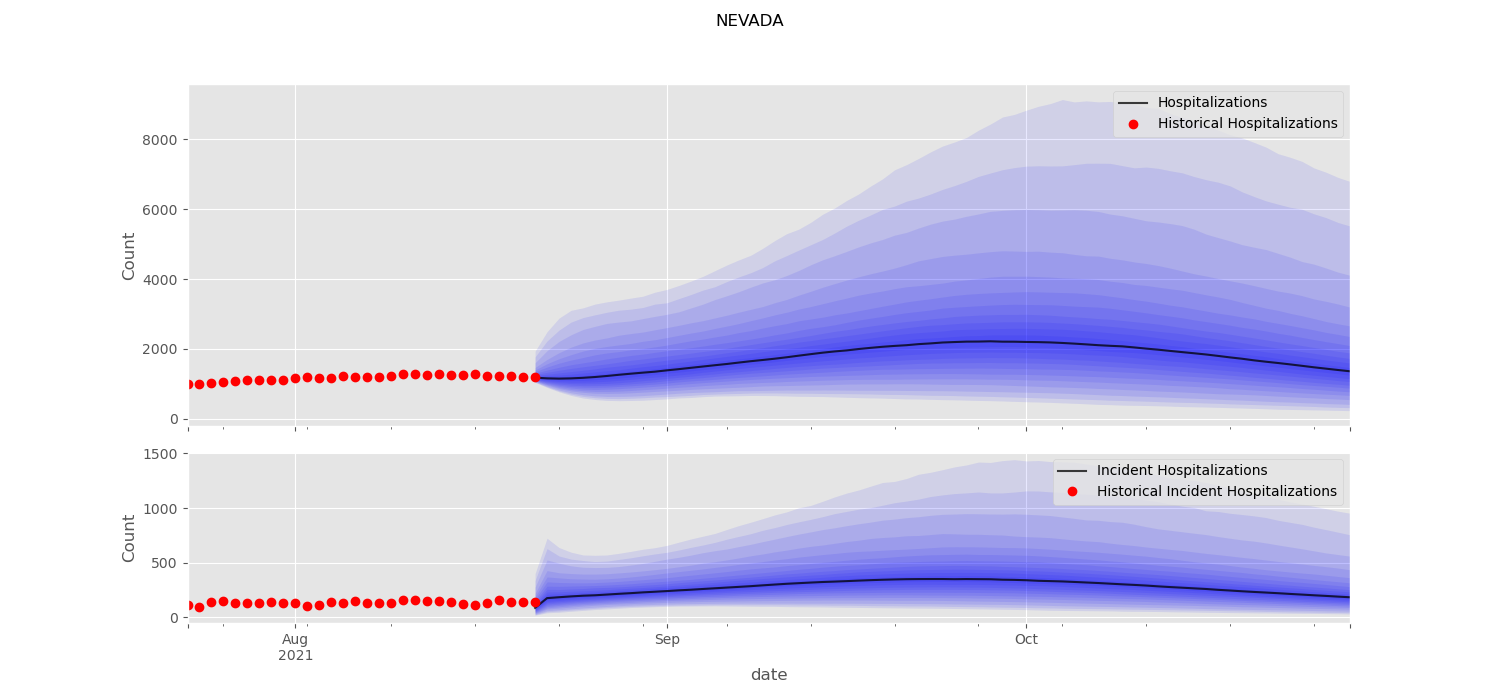 NEVADA
Hospitalizations
Historical Hospitalizations
8000
6000
4000
2000
0
Count
Incident Hospitalizations
Historical Incident Hospitalizations
1500
1000
500
0
Count
Aug
2021
Sep
Oct
date